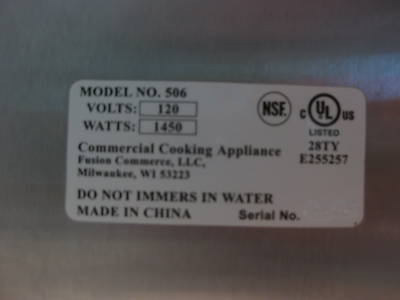 MODEL NO. 506
VOLTS: 120
WATTS: 1450
NSF®
C UL® US
LISTED
28TY
E255257
Commercial Cooking Appliance
Fusion Commerce, LLC,
Milwaukee, WI 53223
DO NOT IMMERS IN WATER
MADE IN CHINA
Serial No.